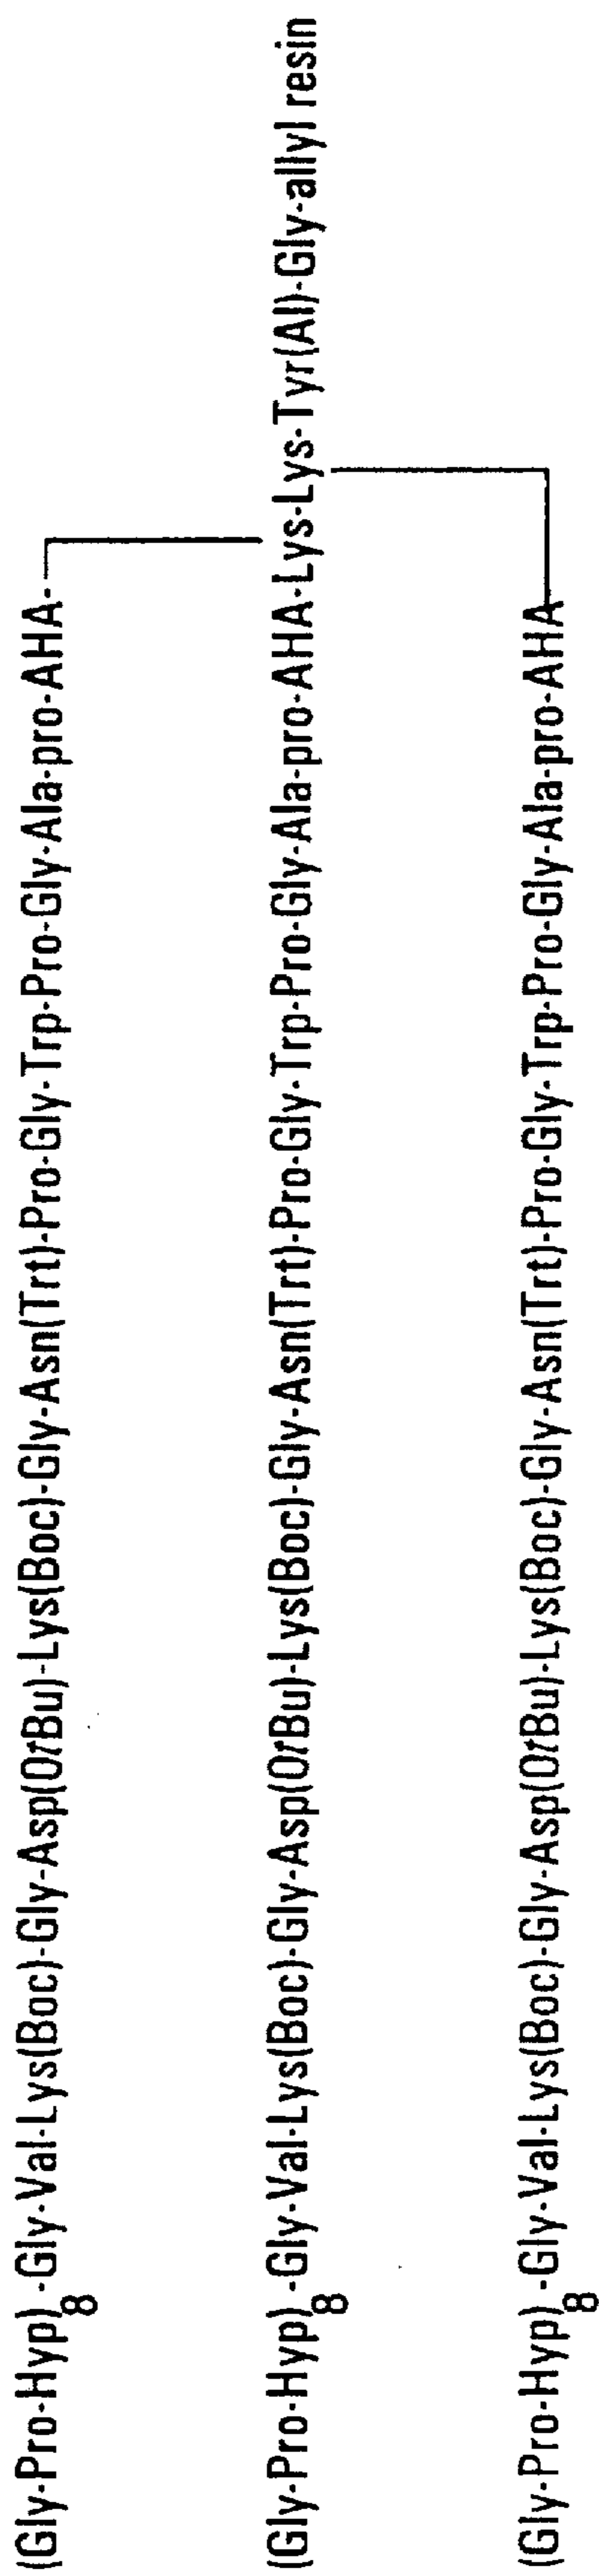 (Gly-Pro-Hyp)8-Gly-Val-Lys(Boc)-Gly-Asp(OtBu)-Lys(Boc)-Gly-Asn(Trt)-Pro-Gly-Trp-Pro-Gly-Ala-pro-AHA-
(Gly-Pro-Hyp)8-Gly-Val-Lys(Boc)-Gly-Asp(OtBu)-Lys(Boc)-Gly-Asn(Trt)-Pro-Gly-Trp-Pro-Gly-Ala-pro-AHA-Lys-Lys-Tyr(Al)-Gly-allyl resin
(Gly-Pro-Hyp)8-Gly-Val-Lys(Boc)-Gly-Asp(OtBu)-Lys(Boc)-Gly-Asn(Trt)-Pro-Gly-Trp-Pro-Gly-Ala-pro-AHA